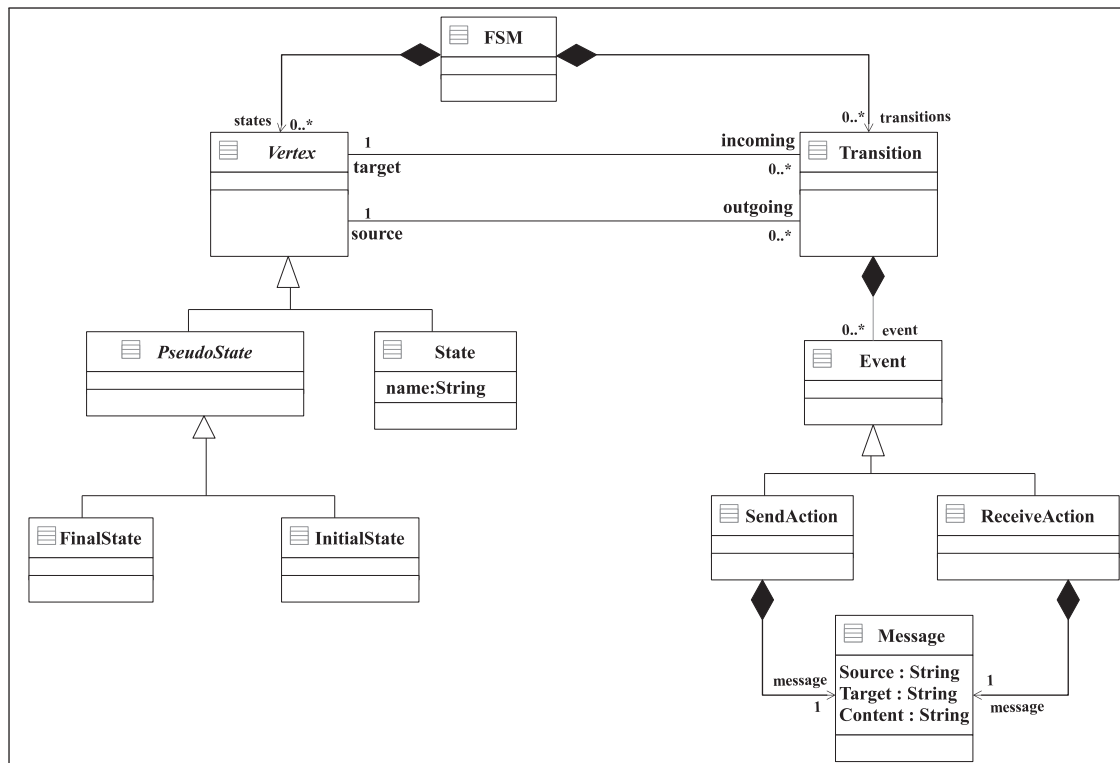 FSM
states
0..*
0..*
transitions
Vertex
1
target
incoming
0..*
Transition
1
source
outgoing
0..*
PseudoState
State
name:String
0..*
event
Event
FinalState
InitialState
SendAction
ReceiveAction
Message
Source : String
Target : String
Content : String
message
1
1
message